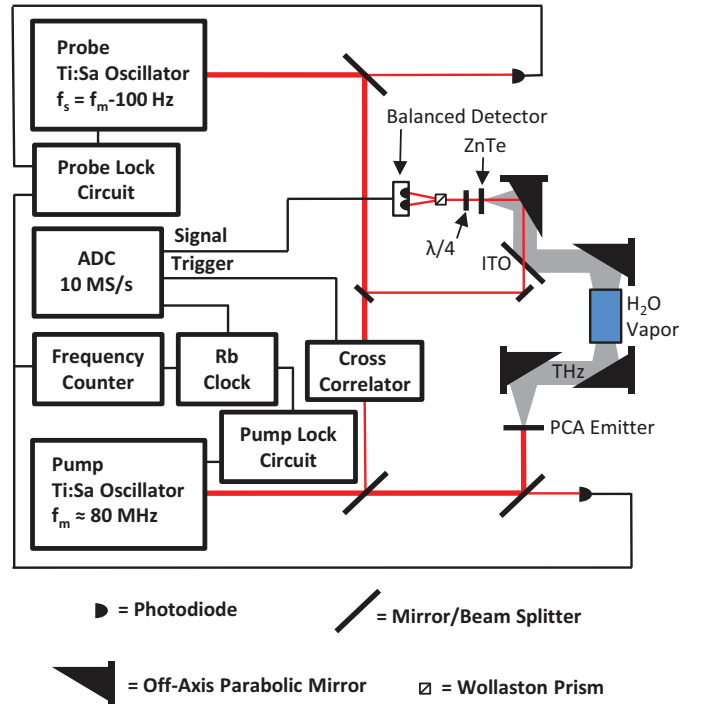 Probe
Ti:Sa Oscillator
fₛ = fₘ-100 Hz
Balanced Detector
ZnTe
Probe Lock
Circuit
λ/4
ITO
Signal
ADC
10 MS/s
Trigger
H₂O
Vapor
Frequency
Counter
Rb
Clock
Cross
Correlator
THz
PCA Emitter
Pump Lock
Circuit
Pump
Ti:Sa Oscillator
fₘ ≈ 80 MHz
= Photodiode
= Mirror/Beam Splitter
= Off-Axis Parabolic Mirror
= Wollaston Prism